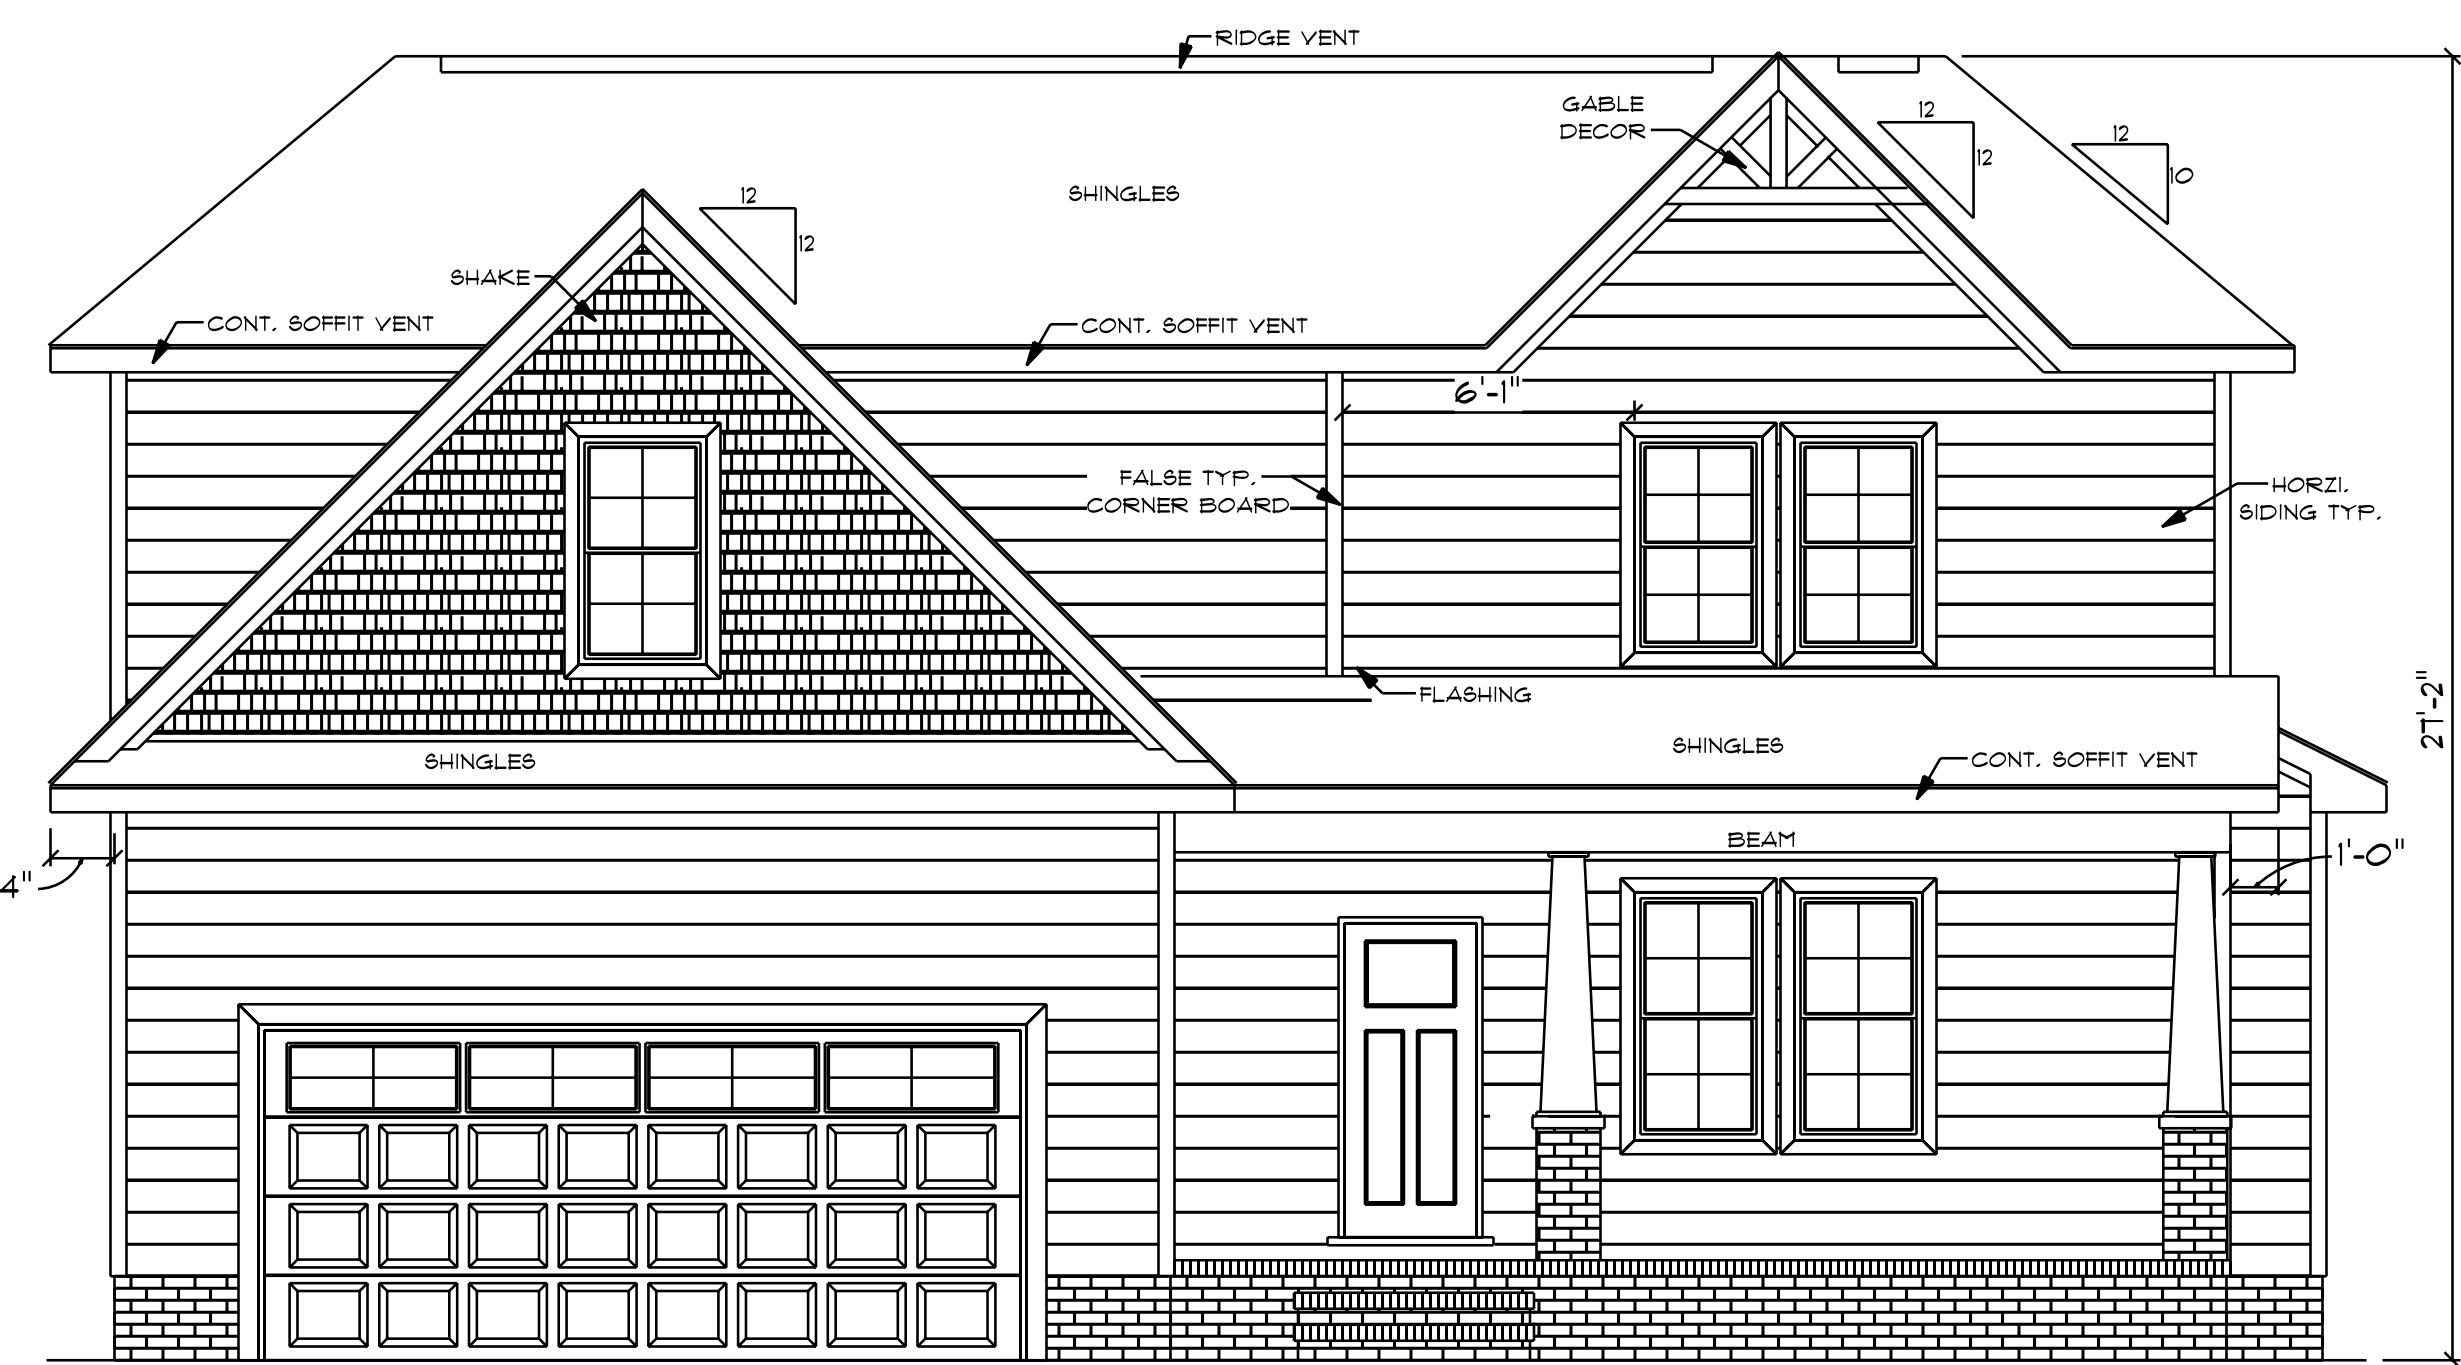 RIDGE VENT
GABLE
DECOR
12
12
12
10
SHINGLES
12
12
SHAKE
CONT. SOFFIT VENT
CONT. SOFFIT VENT
6'-1"
FALSE TYP.
CORNER BOARD
HORZI.
SIDING TYP.
FLASHING
27'-2"
SHINGLES
SHINGLES
CONT. SOFFIT VENT
BEAM
4"
1'-0"